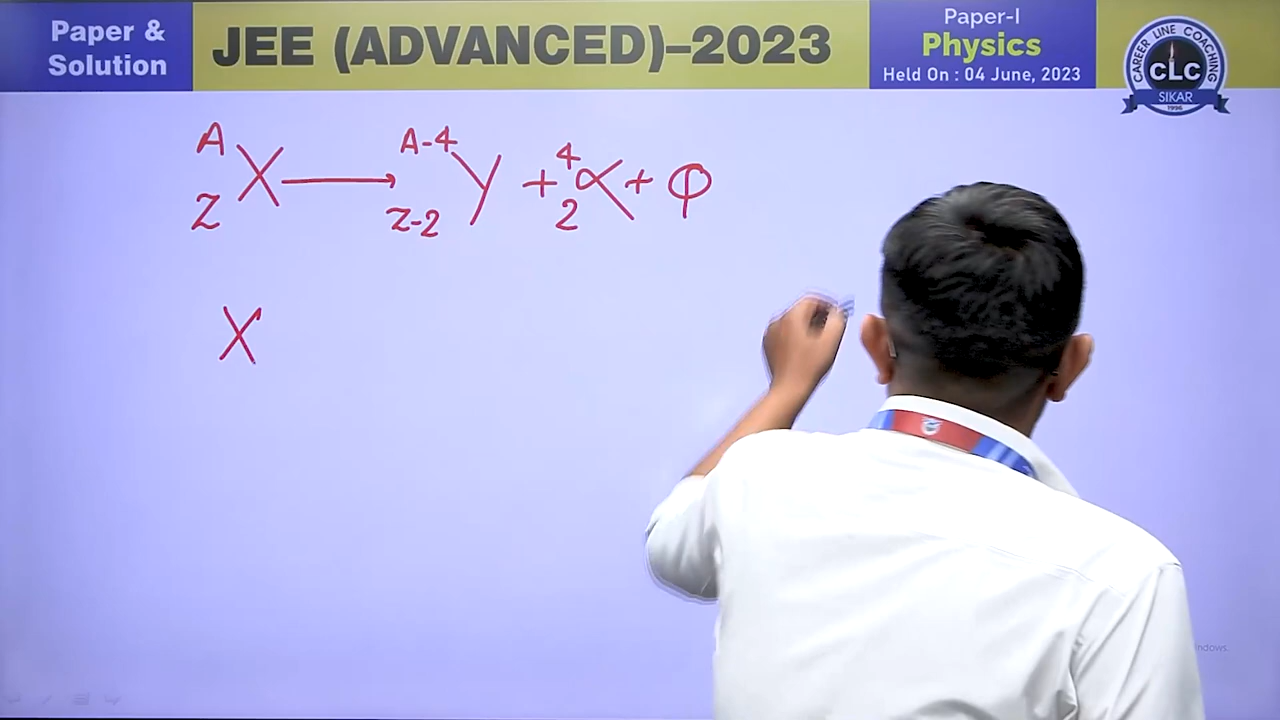 Paper &
Solution
JEE (ADVANCED)–2023
Paper-I
Physics
Held On : 04 June, 2023
CAREER LINE COACHING
CLC
SIKAR
1996
A X Z ⟶ A-4 Y Z-2 + 4 α 2 + Q
X
ndows.